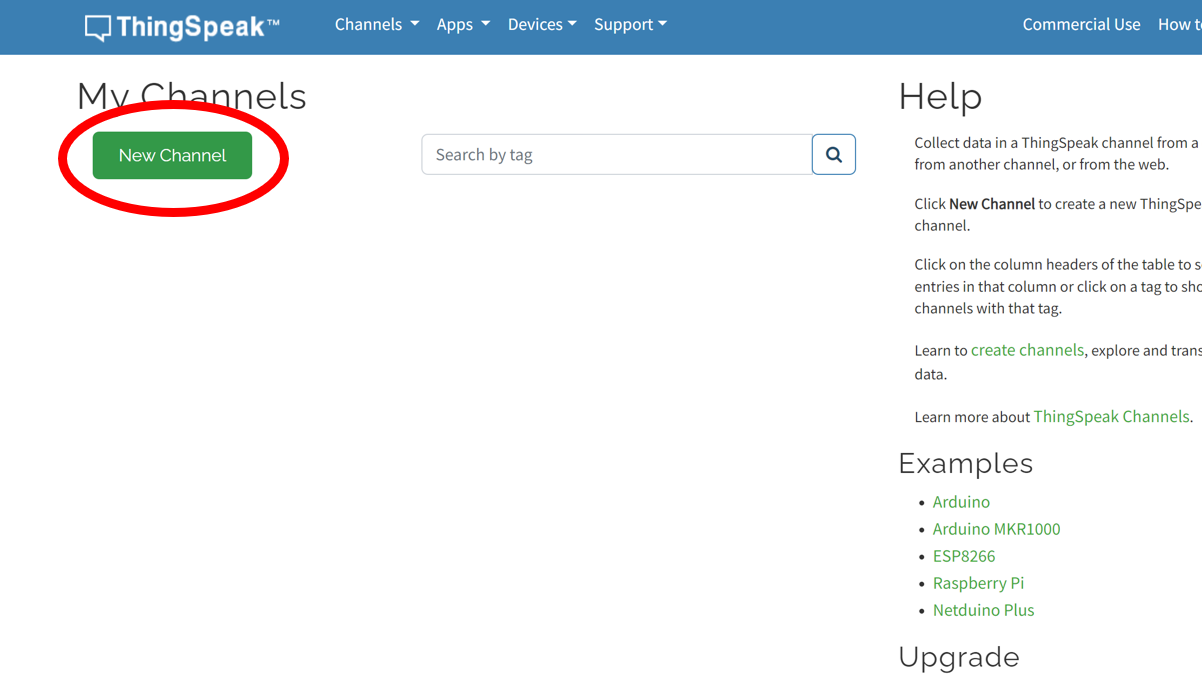 ThingSpeak™ Channels Apps Devices Support Commercial Use How to
My Channels
New Channel
Search by tag
Help
Collect data in a ThingSpeak channel from a
from another channel, or from the web.
Click New Channel to create a new ThingSpe
channel.
Click on the column headers of the table to s
entries in that column or click on a tag to sho
channels with that tag.
Learn to create channels, explore and trans
data.
Learn more about ThingSpeak Channels.
Examples
• Arduino
• Arduino MKR1000
• ESP8266
• Raspberry Pi
• Netduino Plus
Upgrade